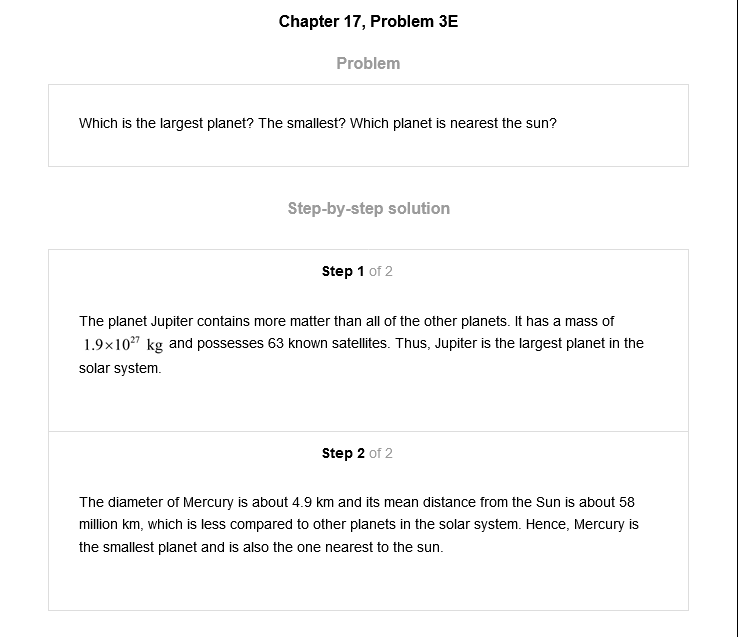 Chapter 17, Problem 3E
Problem
Which is the largest planet? The smallest? Which planet is nearest the sun?
Step-by-step solution
Step 1 of 2
The planet Jupiter contains more matter than all of the other planets. It has a mass of
1.9×10²⁷ kg and possesses 63 known satellites. Thus, Jupiter is the largest planet in the
solar system.
Step 2 of 2
The diameter of Mercury is about 4.9 km and its mean distance from the Sun is about 58
million km, which is less compared to other planets in the solar system. Hence, Mercury is
the smallest planet and is also the one nearest to the sun.